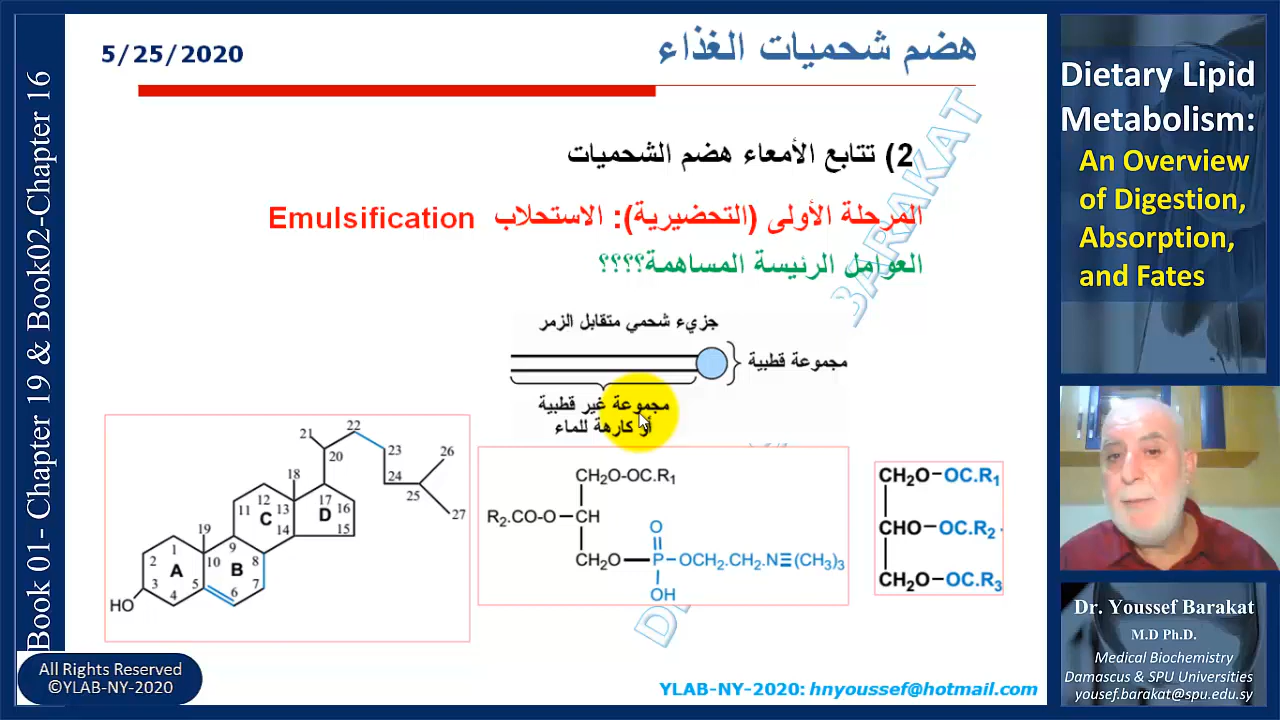 Book 01- Chapter 19 & Book02-Chapter 16
5/25/2020
هضم شحميات الغذاء
2) تتابع الأمعاء هضم الشحميات
المرحلة الأولى (التحضيرية): الاستحلاب Emulsification
العوامل الرئيسة المساهمة؟؟؟؟
جزيء شحمي متقابل الزمر
مجموعة قطبية
مجموعة غير قطبية
أو كارهة للماء
21 22 23 24 25 26 27
20
18
12 17 16
11 13
C D
19 14 15
1 9
2 10 8
A B
3 5 7
4 6
HO
CH₂O-OC.R₁
R₂.CO-O-CH
O
CH₂O-P-OCH₂.CH₂.N≡(CH₃)₃
OH
CH₂O-OC.R₁
CHO-OC.R₂
CH₂O-OC.R₃
DR
BARAKAT
All Rights Reserved
©YLAB-NY-2020
YLAB-NY-2020: hnyoussef@hotmail.com
Dietary Lipid
Metabolism:
An Overview
of Digestion,
Absorption,
and Fates
Dr. Youssef Barakat
M.D Ph.D.
Medical Biochemistry
Damascus & SPU Universities
yousef.barakat@spu.edu.sy